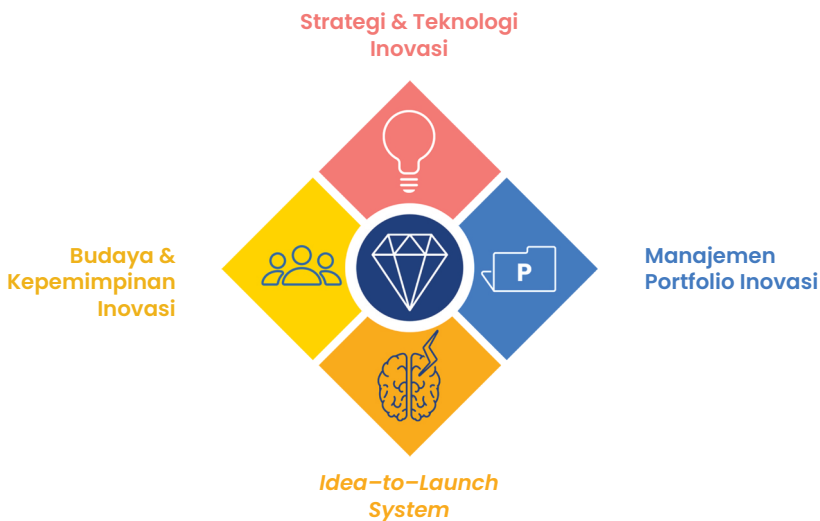 Strategi & Teknologi
Inovasi
Budaya &
Kepemimpinan
Inovasi
P
Manajemen
Portfolio Inovasi
Idea–to–Launch
System